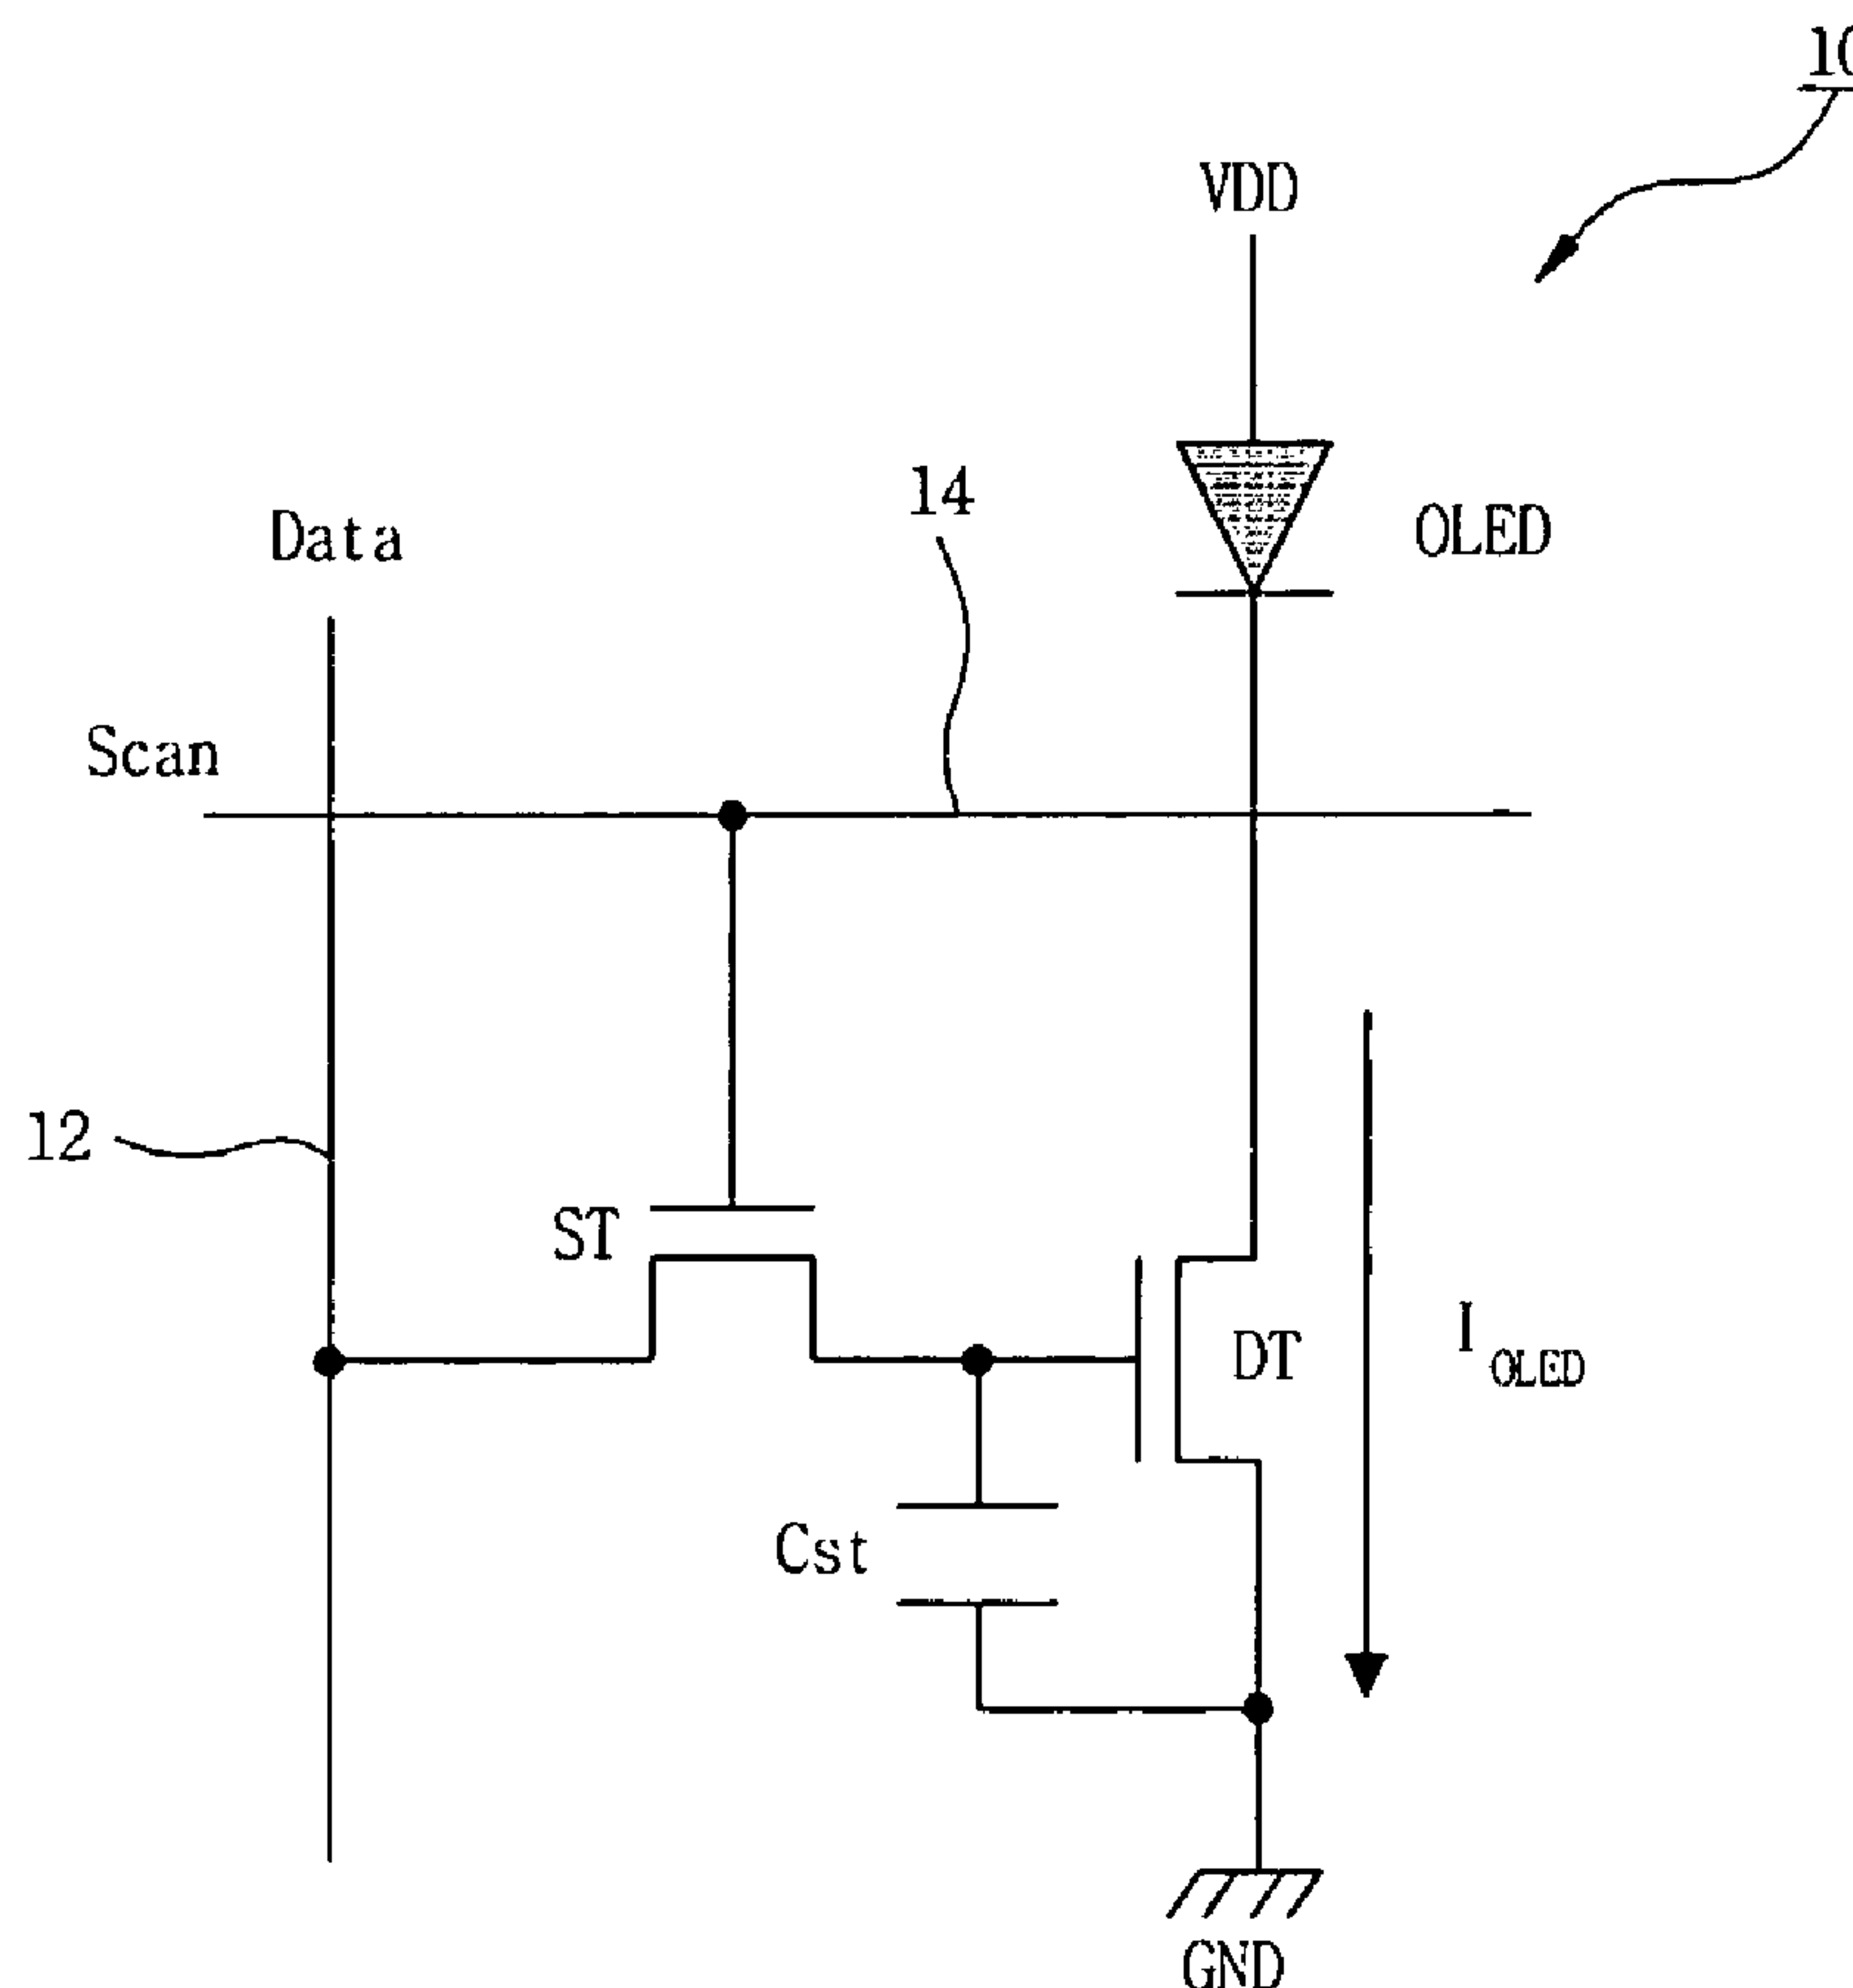 10
VDD
14
OLED
Data
Scan
12
ST
DT
I OLED
Cst
GND